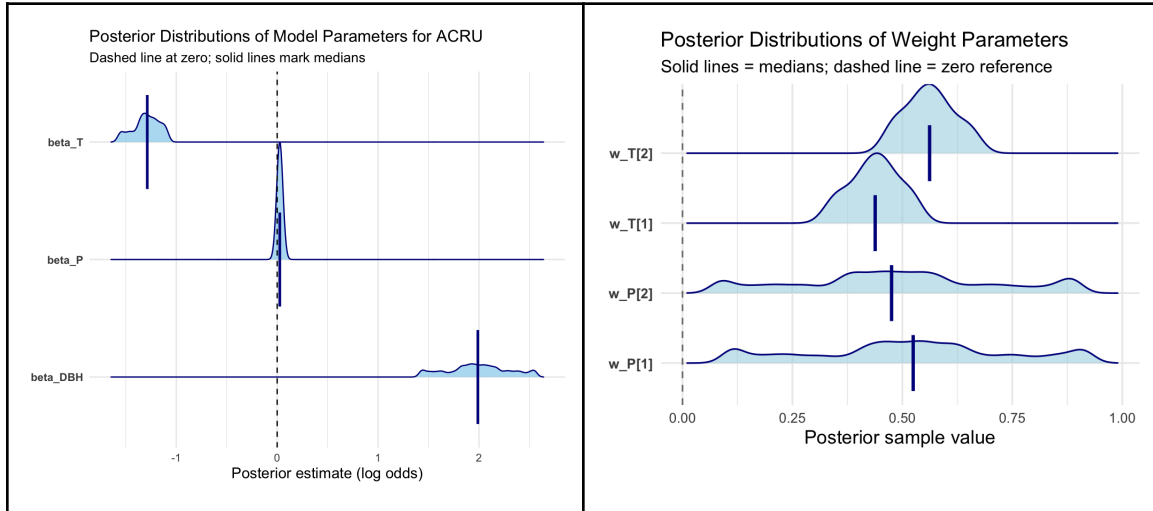 Posterior Distributions of Model Parameters for ACRU
Dashed line at zero; solid lines mark medians
beta_T
beta_P
beta_DBH
-1 0 1 2
Posterior estimate (log odds)
Posterior Distributions of Weight Parameters
Solid lines = medians; dashed line = zero reference
w_T[2]
w_T[1]
w_P[2]
w_P[1]
0.00 0.25 0.50 0.75 1.00
Posterior sample value